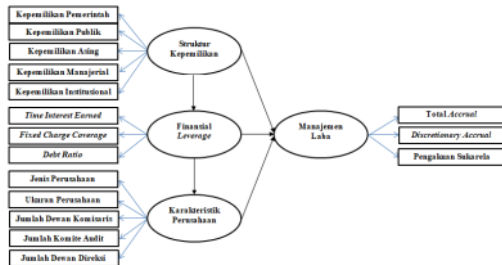 Kepemilikan Pemerintah
Kepemilikan Publik
Kepemilikan Asing
Kepemilikan Manajerial
Kepemilikan Institusional
Struktur
Kepemilikan
Time Interest Earned
Fixed Charge Coverage
Debt Ratio
Finansial
Leverage
Manajemen
Laba
Total Accrual
Discretionary Accrual
Pengakuan Sukarela
Jenis Perusahaan
Ukuran Perusahaan
Jumlah Dewan Komisaris
Jumlah Komite Audit
Jumlah Dewan Direksi
Karakteristik
Perusahaan